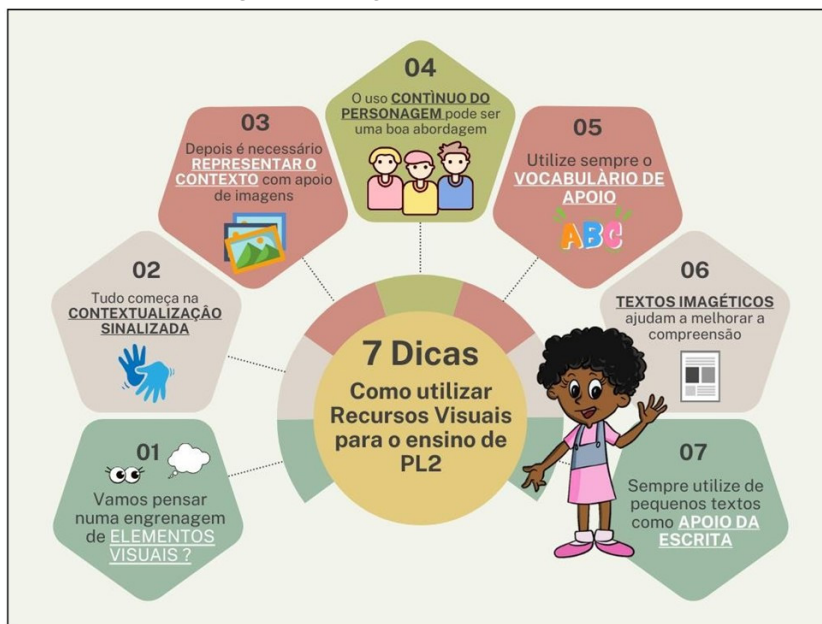 7 Dicas
Como utilizar
Recursos Visuais
para o ensino de
PL2
01
Vamos pensar
numa engrenagem
de ELEMENTOS
VISUAIS ?
02
Tudo começa na
CONTEXTUALIZAÇÂO
SINALIZADA
03
Depois é necessário
REPRESENTAR O
CONTEXTO com apoio
de imagens
04
O uso CONTÌNUO DO
PERSONAGEM pode ser
uma boa abordagem
05
Utilize sempre o
VOCABULÀRIO DE
APOIO
ABC
06
TEXTOS IMAGÉTICOS
ajudam a melhorar a
compreensão
07
Sempre utilize de
pequenos textos
como APOIO DA
ESCRITA